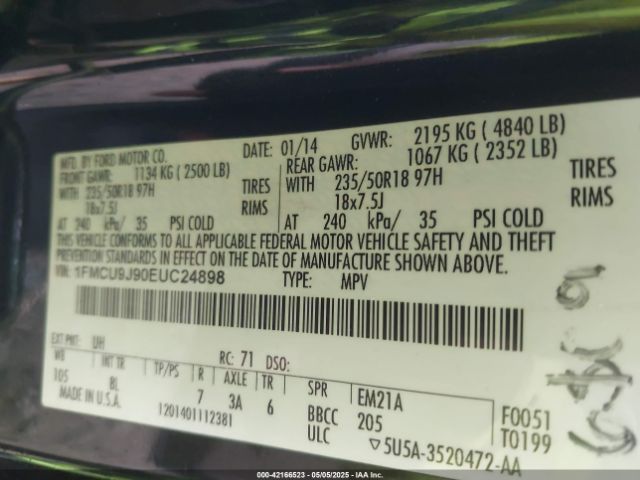 MFD. BY FORD MOTOR CO. DATE: 01/14 GVWR: 2195 KG ( 4840 LB)
FRONT GAWR: 1134 KG ( 2500 LB) REAR GAWR: 1067 KG ( 2352 LB)
WITH 235/50R18 97H TIRES WITH 235/50R18 97H TIRES
18x7.5J RIMS 18x7.5J RIMS
AT 240 kPa/ 35 PSI COLD AT 240 kPa/ 35 PSI COLD
THIS VEHICLE CONFORMS TO ALL APPLICABLE FEDERAL MOTOR VEHICLE SAFETY AND THEFT
PREVENTION STANDARDS IN EFFECT ON THE DATE OF MANUFACTURE SHOWN ABOVE.
VIN: 1FMCU9J90EUC24898 TYPE: MPV
EXT PNT: UH RC: 71 DSO:
WB INT TR TP/PS R AXLE TR SPR EM21A F0051
105 BL 7 3A 6 BBCC 205 T0199
MADE IN U.S.A. 1201401112381 ULC 5U5A-3520472-AA
000-42166523 - 05/05/2025 - IAAI.COM